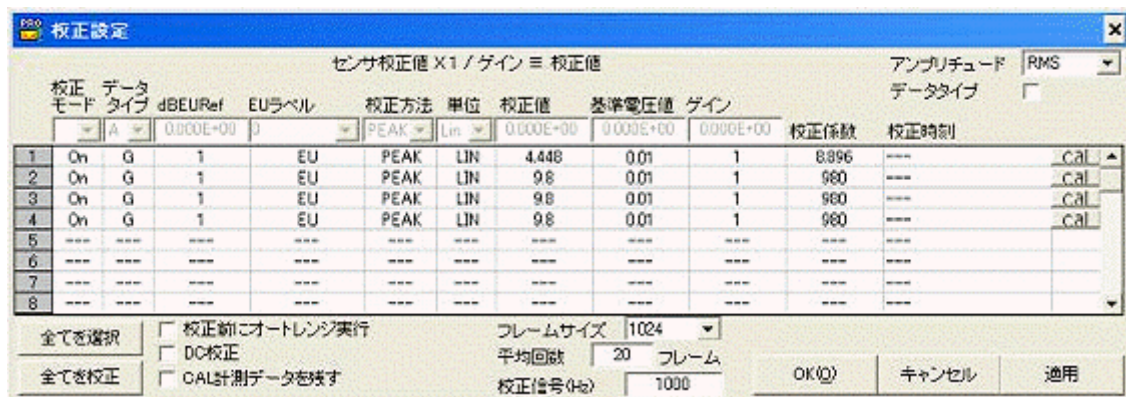 校正設定
センサ校正値 X 1 / ゲイン ≡ 校正値
アンプリチュード RMS
データタイプ
校正モード データタイプ dBEURef EUラベル 校正方法 単位 校正値 基準電圧値 ゲイン 校正係数 校正時刻
A 0.000E+00 0 PEAK Lin 0.000E+00 0.000E+00 0.000E+00
1 On G 1 EU PEAK LIN 4.448 0.01 1 8.896 --- cal
2 On G 1 EU PEAK LIN 9.8 0.01 1 980 --- cal
3 On G 1 EU PEAK LIN 9.8 0.01 1 980 --- cal
4 On G 1 EU PEAK LIN 9.8 0.01 1 980 --- cal
5 --- --- --- --- --- --- --- --- --- --- ---
6 --- --- --- --- --- --- --- --- --- --- ---
7 --- --- --- --- --- --- --- --- --- --- ---
8 --- --- --- --- --- --- --- --- --- --- ---
全てを選択
全てを校正
校正前にオートレンジ実行
DC校正
CAL計測データを残す
フレームサイズ 1024
平均回数 20 フレーム
校正信号(Hz) 1000
OK(O) キャンセル 適用